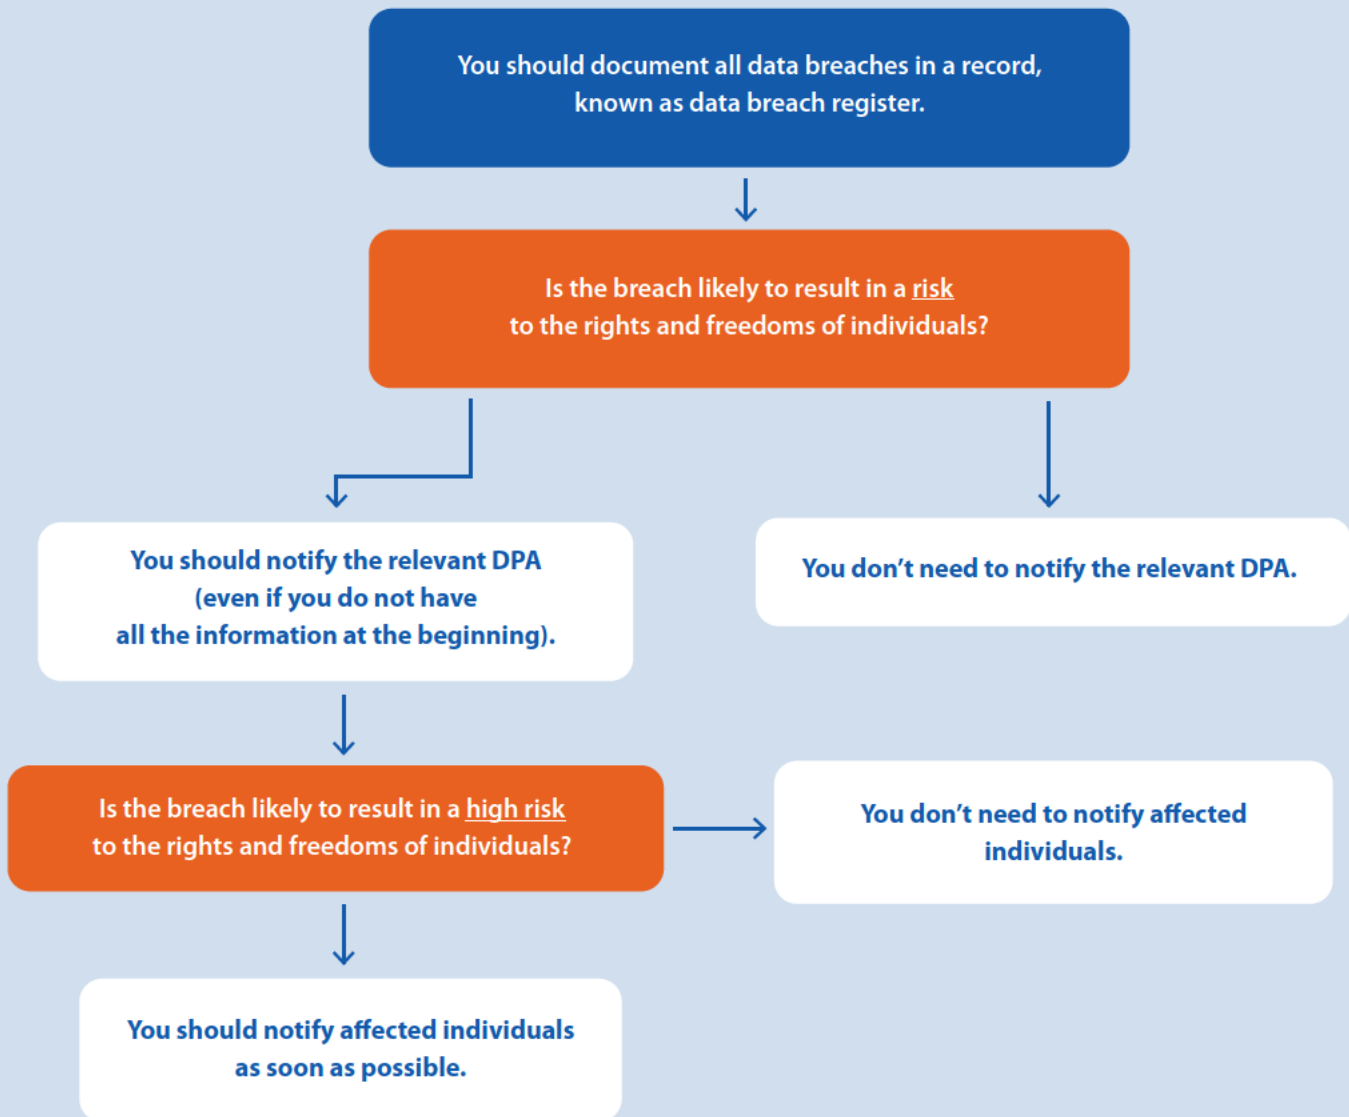 You should document all data breaches in a record,
known as data breach register.
Is the breach likely to result in a risk
to the rights and freedoms of individuals?
You should notify the relevant DPA
(even if you do not have
all the information at the beginning).
You don’t need to notify the relevant DPA.
Is the breach likely to result in a high risk
to the rights and freedoms of individuals?
You don’t need to notify affected
individuals.
You should notify affected individuals
as soon as possible.